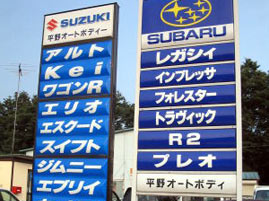 SUZUKI
平野オートボディー
アルト
Kei
ワゴンR
エリオ
エスクード
スイフト
ジムニー
エブリイ
SUBARU
レガシィ
インプレッサ
フォレスター
トラヴィック
R2
プレオ
平野オートボディ